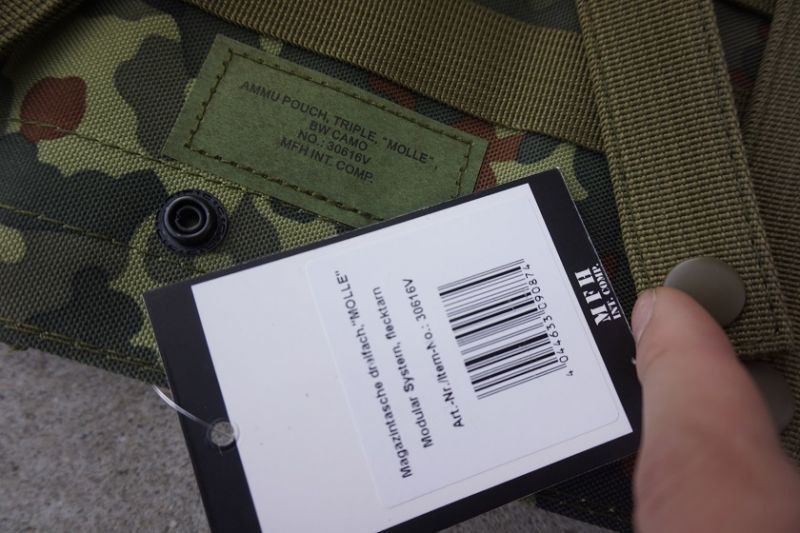 AMMU POUCH, TRIPLE, "MOLLE",
BW CAMO
NO.: 30616V
MFH INT. COMP.
MFH
INT. COMP.
Magazintasche dreifach, "MOLLE"
Modular System, flecktarn
Art.-Nr./Item-No.: 30616V
4 044633 090874